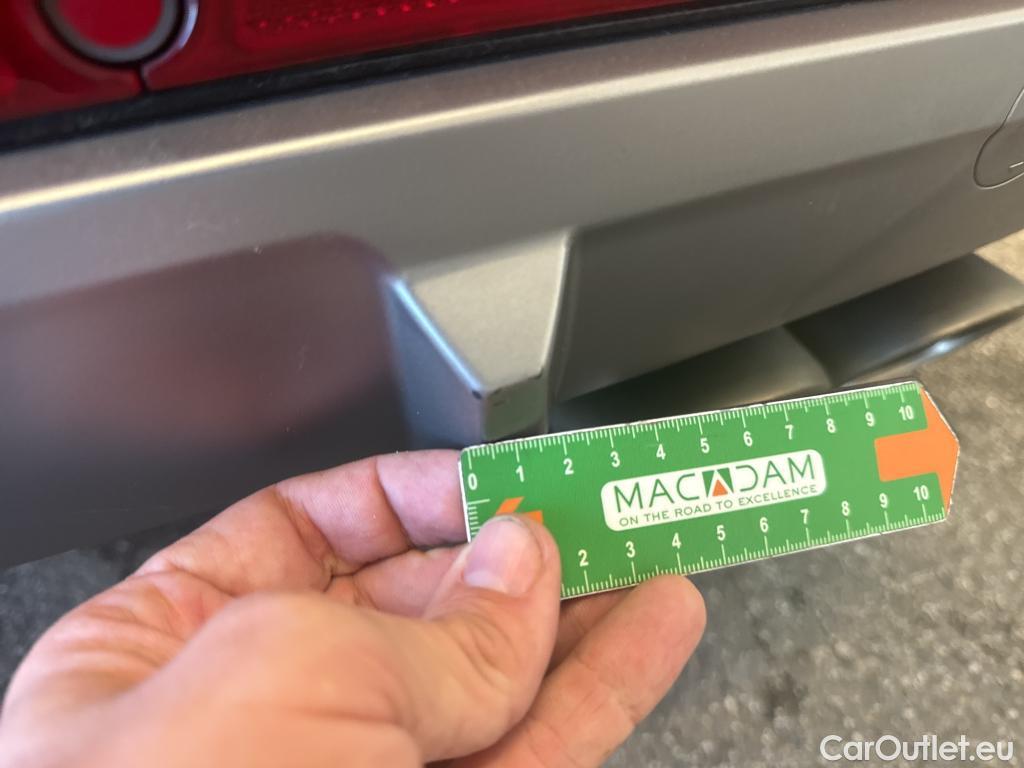 0 1 2 3 4 5 6 7 8 9 10
MACADAM
ON THE ROAD TO EXCELLENCE
2 3 4 5 6 7 8 9 10
CarOutlet.eu